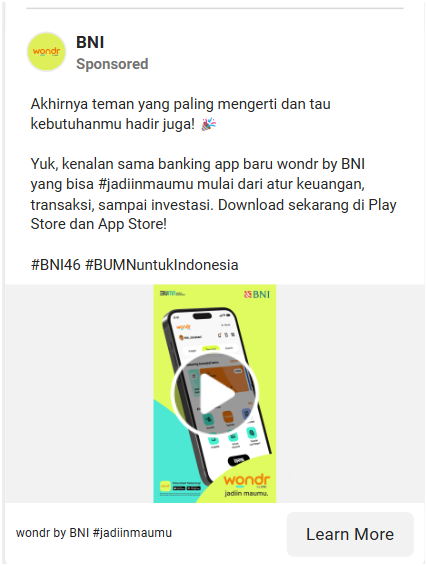 wondr
BNI
Sponsored
Akhirnya teman yang paling mengerti dan tau
kebutuhanmu hadir juga! 🎉
Yuk, kenalan sama banking app baru wondr by BNI
yang bisa #jadiinmaumu mulai dari atur keuangan,
transaksi, sampai investasi. Download sekarang di Play
Store dan App Store!
#BNI46 #BUMNuntukIndonesia
BUMN
BNI
wondr
wondr
jadiin maumu.
wondr by BNI #jadiinmaumu
Learn More